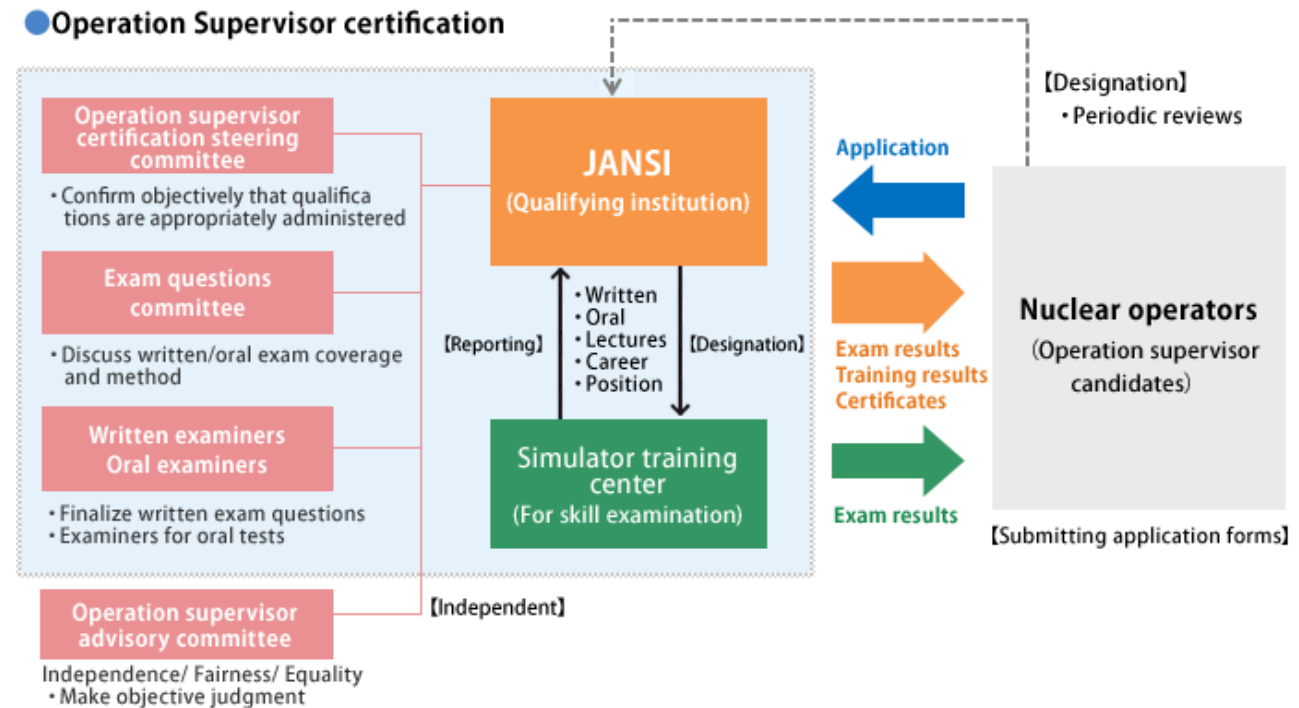 Operation Supervisor certification
Operation supervisor
certification steering
committee
・Confirm objectively that qualifica
tions are appropriately administered
Exam questions
committee
・Discuss written/oral exam coverage
and method
Written examiners
Oral examiners
・Finalize written exam questions
・Examiners for oral tests
Operation supervisor
advisory committee
Independence/ Fairness/ Equality
・Make objective judgment
【Independent】
JANSI
(Qualifying institution)
【Reporting】
・Written
・Oral
・Lectures
・Career
・Position
【Designation】
Simulator training
center
(For skill examination)
Application
Exam results
Training results
Certificates
Exam results
【Designation】
・Periodic reviews
Nuclear operators
（Operation supervisor
candidates）
【Submitting application forms】